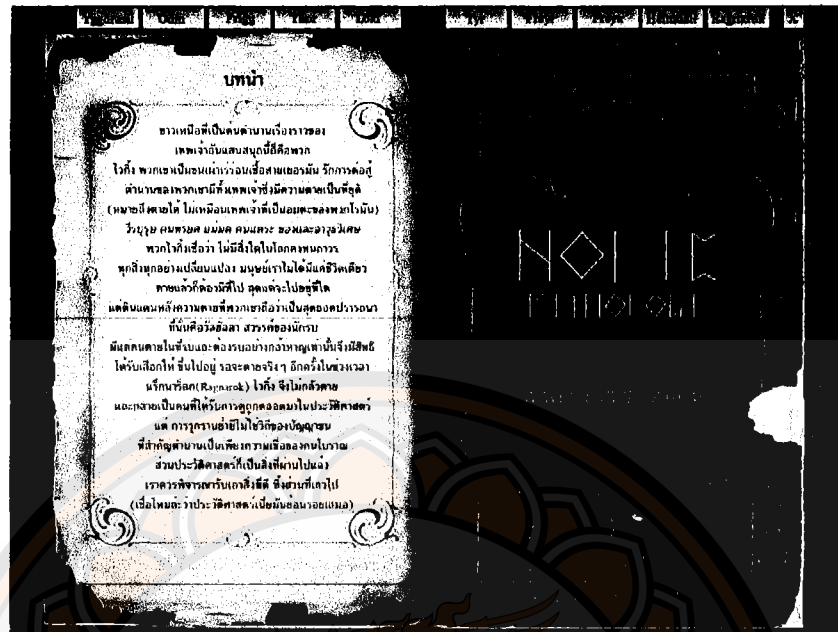 Yggdrasil Odin Frigg Thor Loki Tyr Freyr Freya Heimdall Ragnarok X
บทนำ
ชาวเหนือที่เป็นต้นตำนานเรื่องราวของ
เทพเจ้าอันแสนสนุกนี้ก็คือพวก
ไวกิ้ง พวกเขาเป็นชนเผ่าเร่ร่อนเชื้อสายเยอรมัน รักการต่อสู้
ตำนานของพวกเขามีทั้งเทพเจ้าซึ่งมีความตายเป็นที่ยุติ
(หมายถึงตายได้ ไม่เหมือนเทพเจ้าที่เป็นอมตะของพวกโรมัน)
วีรบุรุษ คนทรยศ แม่มด คนแคระ ของและอาวุธวิเศษ
พวกไวกิ้งเชื่อว่า ไม่มีสิ่งใดในโลกคงทนถาวร
ทุกสิ่งทุกอย่างเปลี่ยนแปลง มนุษย์เราไม่ได้มีแค่ชีวิตเดียว
ตายแล้วก็ต้องมีที่ไป สุดแต่จะไปอยู่ที่ใด
แต่ดินแดนหลังความตายที่พวกเขาถือว่าเป็นสุดยอดปรารถนา
ที่นั่นคือวัลฮัลลา สวรรค์ของนักรบ
มีแต่คนตายในที่รบและต้องรบอย่างกล้าหาญเท่านั้นจึงมีสิทธิ
ได้รับเลือกให้ ขึ้นไปอยู่ รอจะตายจริง ๆ อีกครั้งในช่วงเวลา
แร็กนาร็อก(Ragnarok) ไวกิ้ง จึงไม่กลัวตาย
และกลายเป็นคนที่ได้รับการดูถูกตลอดมาในประวัติศาสตร์
แต่ การรุกรานฆ่ามิใช่วิถีของปัญญาชน
ที่สำคัญตำนานเป็นเพียงความเชื่อของคนโบราณ
ส่วนประวัติศาสตร์ก็เป็นสิ่งที่ผ่านไปแล้ว
เราควรพิจารณารับเอาสิ่งที่ดี ทิ้งส่วนที่เลวไป
(เชื่อไหมล่ะว่าประวัติศาสตร์เนี่ยมันย้อนรอยเสมอ)